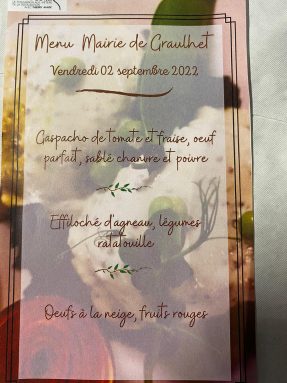 Menu Mairie de Graulhet
Vendredi 02 septembre 2022
Gaspacho de tomate et fraise, oeuf
parfait, sablé chanvre et poivre
Effiloché d'agneau, légumes
ratatouille
Oeufs à la neige, fruits rouges